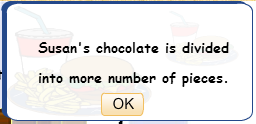 Susan's chocolate is divided
into more number of pieces.
OK